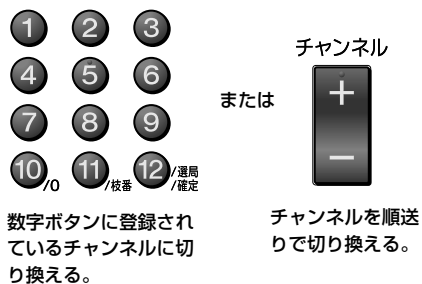 1 2 3
4 5 6
7 8 9
10/0 11/枝番 12/選局/確定
または
チャンネル
+
−
数字ボタンに登録され
ているチャンネルに切
り換える。
チャンネルを順送
りで切り換える。